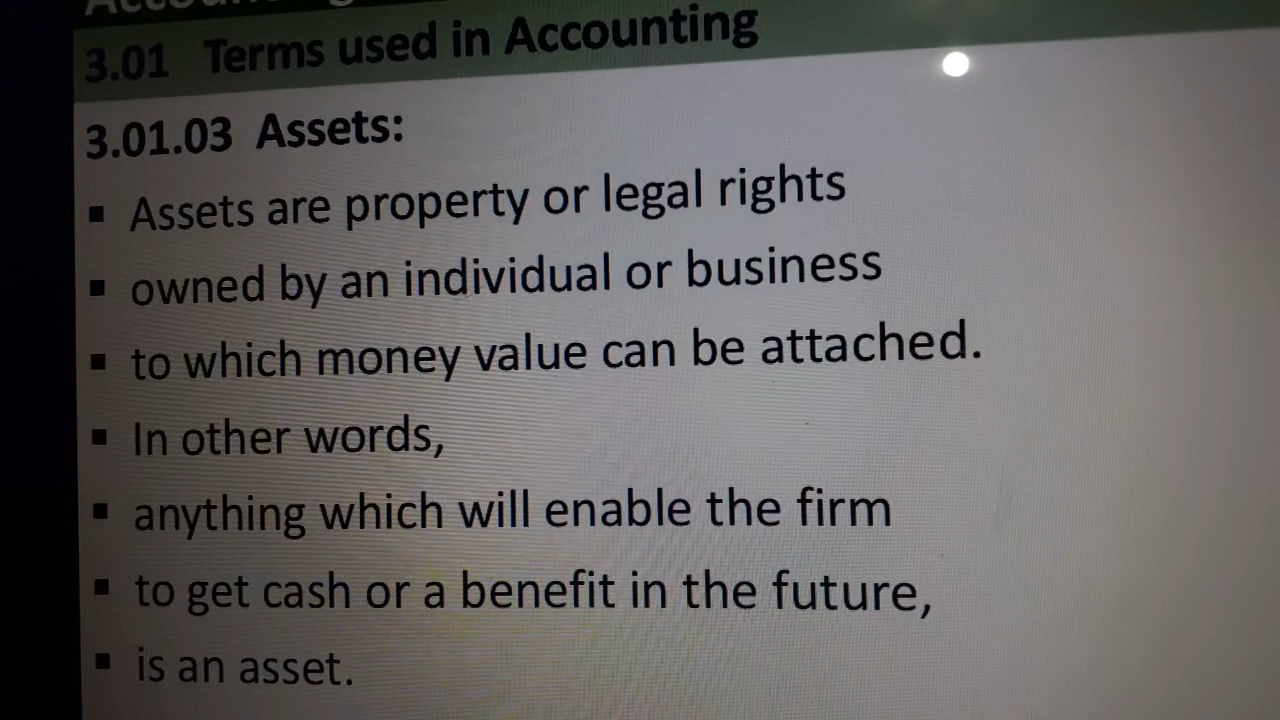 3.01 Terms used in Accounting
3.01.03 Assets:
▪ Assets are property or legal rights
▪ owned by an individual or business
▪ to which money value can be attached.
▪ In other words,
▪ anything which will enable the firm
▪ to get cash or a benefit in the future,
▪ is an asset.